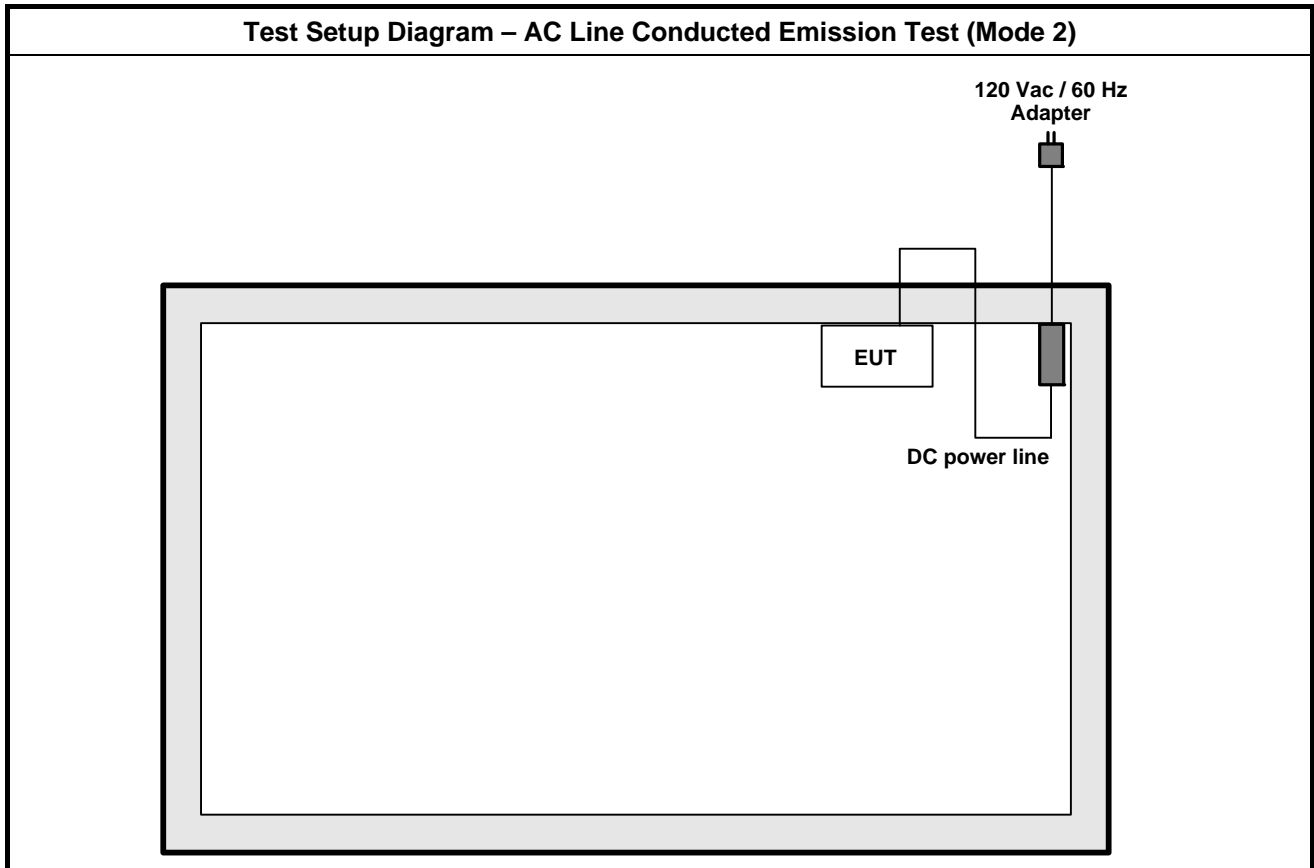 Test Setup Diagram – AC Line Conducted Emission Test (Mode 2)
120 Vac / 60 Hz
Adapter
EUT
DC power line